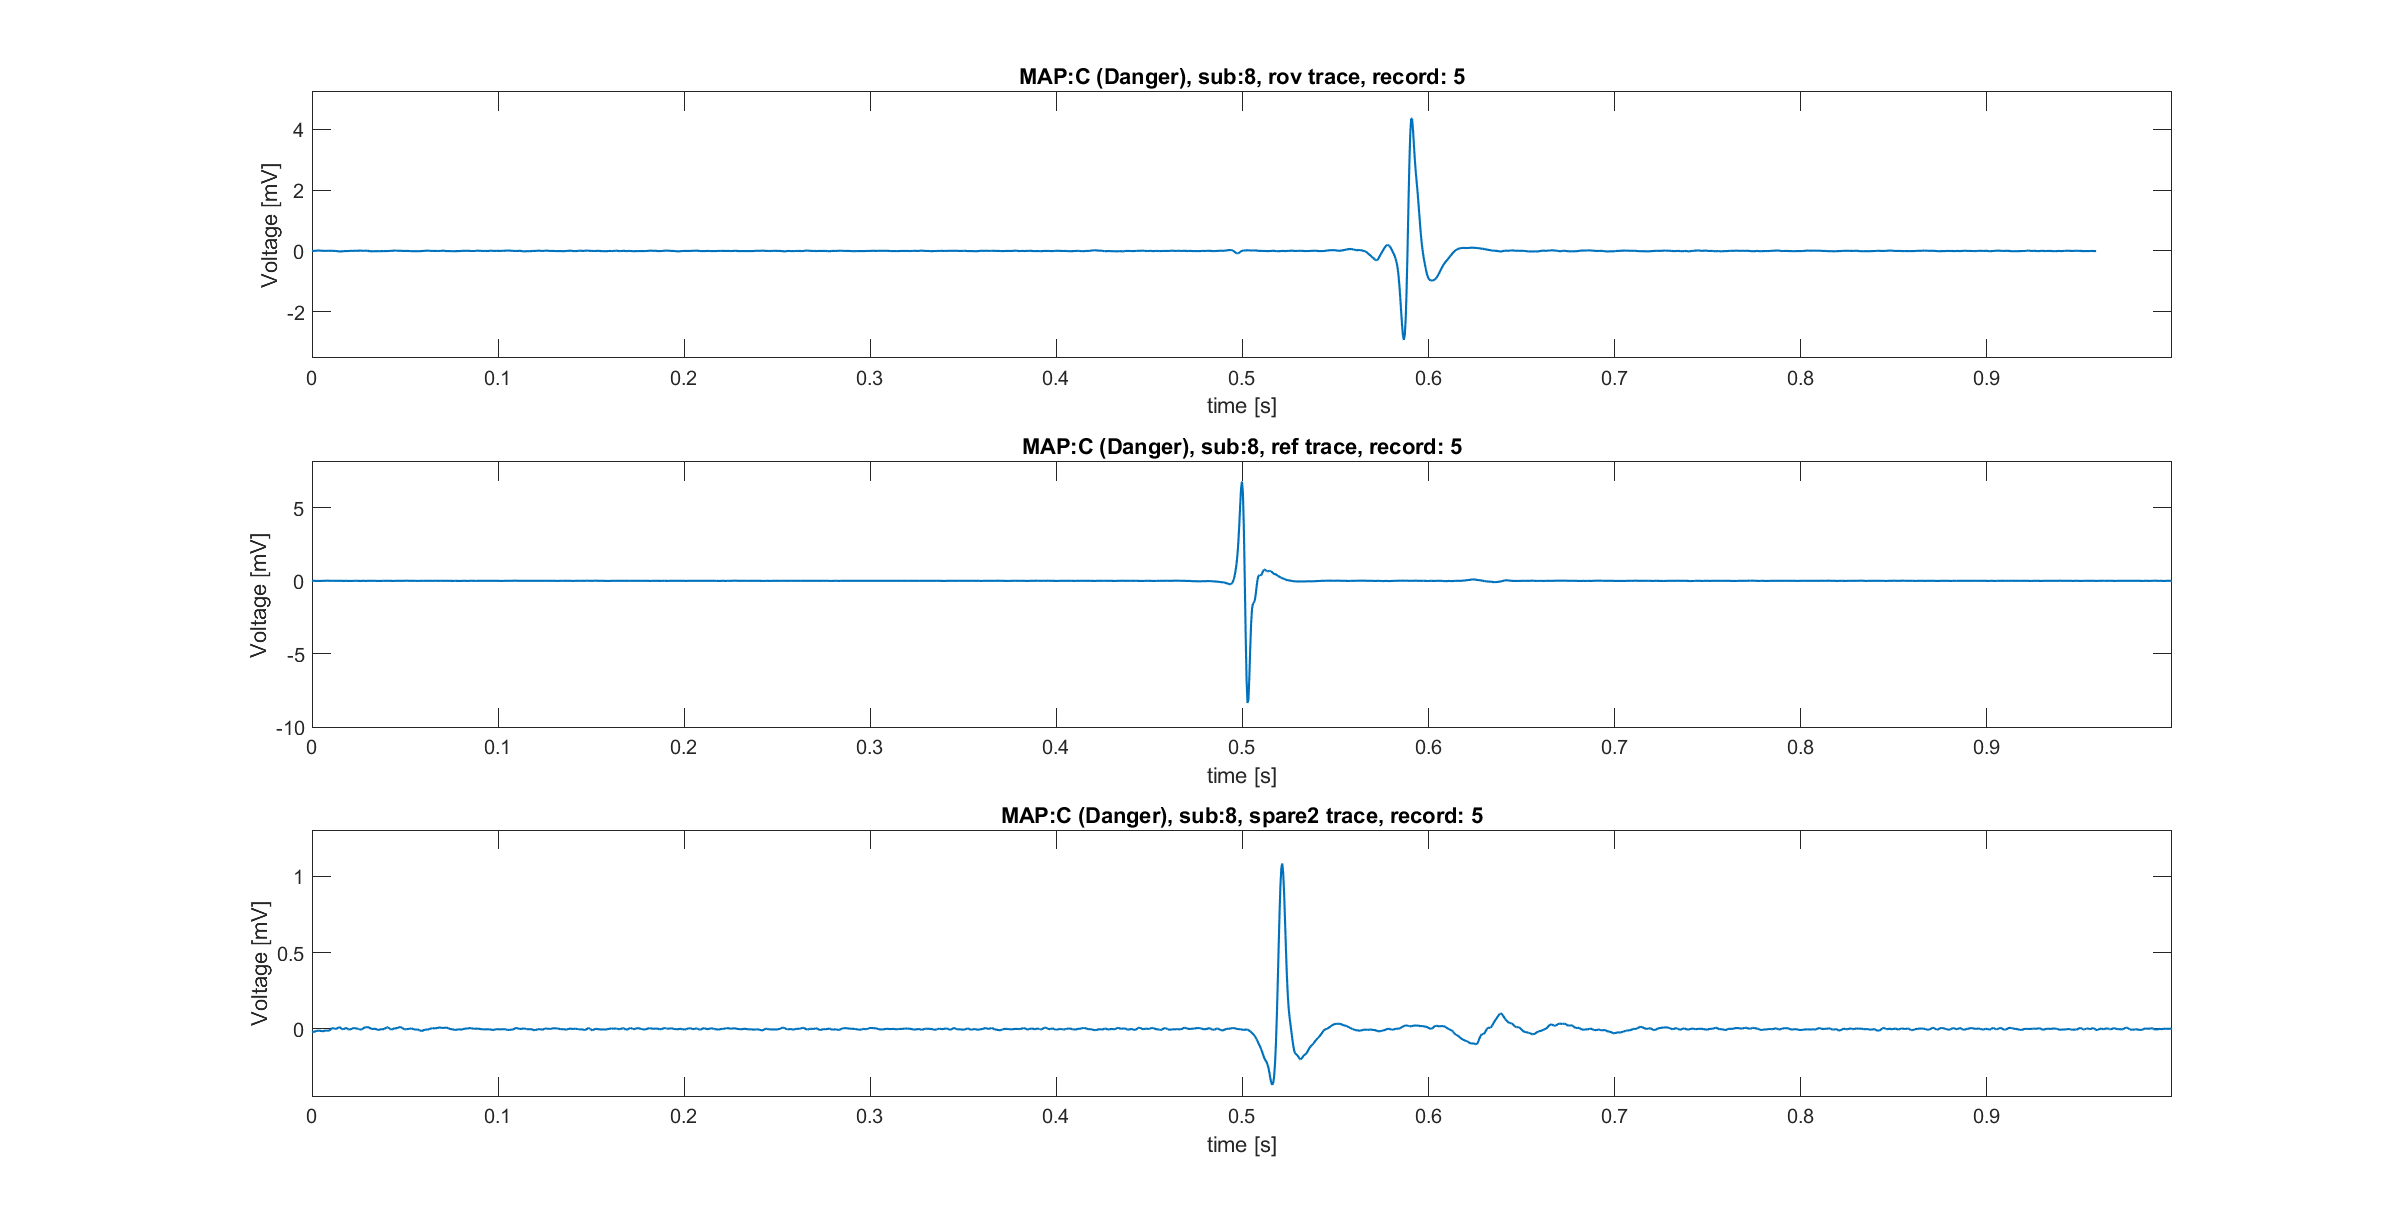 MAP:C (Danger), sub:8, rov trace, record: 5
Voltage [mV]
4
2
0
-2
0 0.1 0.2 0.3 0.4 0.5 0.6 0.7 0.8 0.9
time [s]
MAP:C (Danger), sub:8, ref trace, record: 5
Voltage [mV]
5
0
-5
-10
0 0.1 0.2 0.3 0.4 0.5 0.6 0.7 0.8 0.9
time [s]
MAP:C (Danger), sub:8, spare2 trace, record: 5
Voltage [mV]
1
0.5
0
0 0.1 0.2 0.3 0.4 0.5 0.6 0.7 0.8 0.9
time [s]